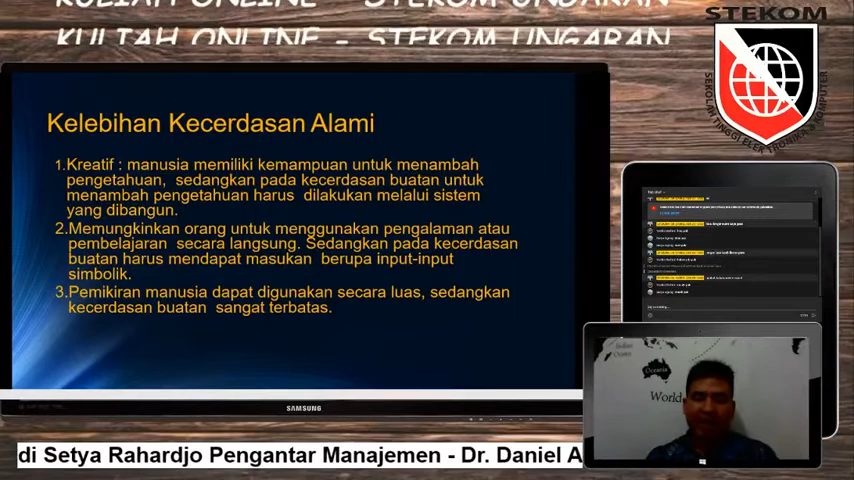 KULIAH ONLINE - STEKOM UNGARAN
KULIAH ONLINE - STEKOM UNGARAN
STEKOM
SEKOLAH TINGGI ELEKTRONIKA & KOMPUTER
Kelebihan Kecerdasan Alami
1.Kreatif : manusia memiliki kemampuan untuk menambah
pengetahuan, sedangkan pada kecerdasan buatan untuk
menambah pengetahuan harus dilakukan melalui sistem
yang dibangun.
2.Memungkinkan orang untuk menggunakan pengalaman atau
pembelajaran secara langsung. Sedangkan pada kecerdasan
buatan harus mendapat masukan berupa input-input
simbolik.
3.Pemikiran manusia dapat digunakan secara luas, sedangkan
kecerdasan buatan sangat terbatas.
SAMSUNG
Oceania
World
di Setya Rahardjo Pengantar Manajemen - Dr. Daniel A